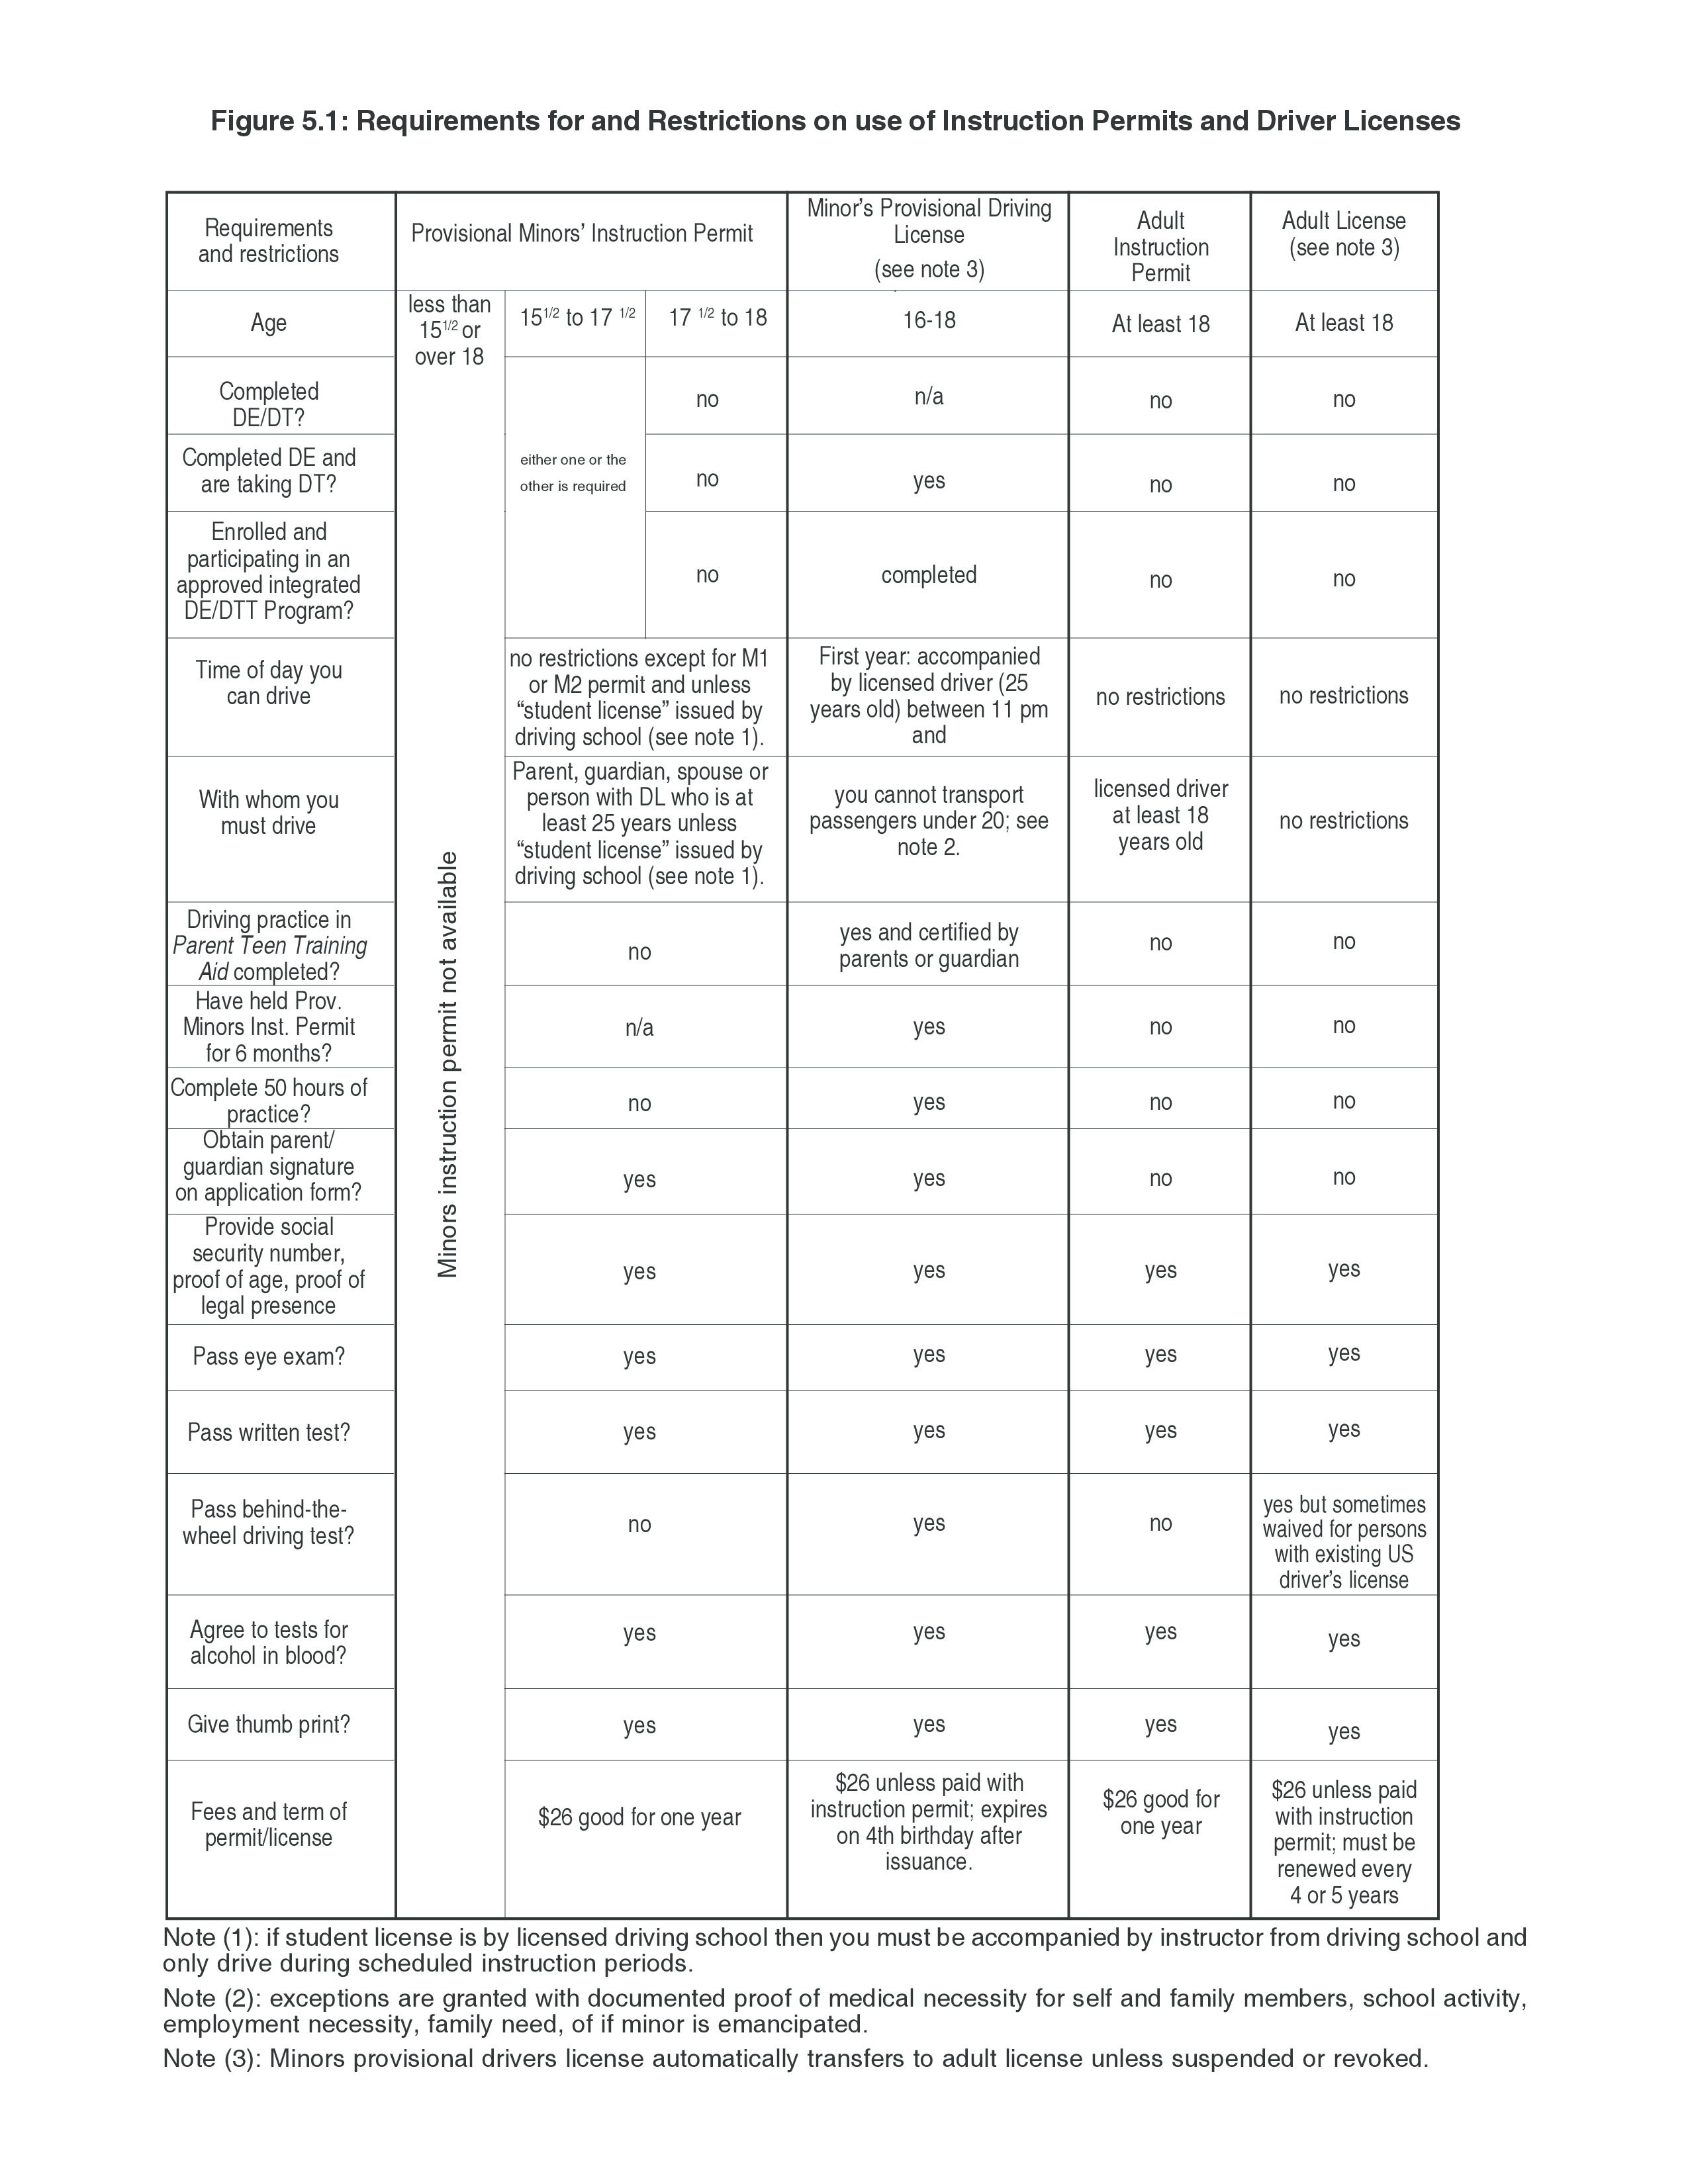 Figure 5.1: Requirements for and Restrictions on use of Instruction Permits and Driver Licenses
Requirements
and restrictions
Provisional Minors' Instruction Permit
Minor's Provisional Driving
License
(see note 3)
Adult
Instruction
Permit
Adult License
(see note 3)
Age
less than
15 1/2 or
over 18
15 1/2 to 17 1/2
17 1/2 to 18
16-18
At least 18
At least 18
Minors instruction permit not available
Completed
DE/DT?
either one or the
other is required
no
n/a
no
no
Completed DE and
are taking DT?
no
yes
no
no
Enrolled and
participating in an
approved integrated
DE/DTT Program?
no
completed
no
no
Time of day you
can drive
no restrictions except for M1
or M2 permit and unless
“student license” issued by
driving school (see note 1).
First year: accompanied
by licensed driver (25
years old) between 11 pm
and
no restrictions
no restrictions
With whom you
must drive
Parent, guardian, spouse or
person with DL who is at
least 25 years unless
“student license” issued by
driving school (see note 1).
you cannot transport
passengers under 20; see
note 2.
licensed driver
at least 18
years old
no restrictions
Driving practice in
Parent Teen Training
Aid completed?
no
yes and certified by
parents or guardian
no
no
Have held Prov.
Minors Inst. Permit
for 6 months?
n/a
yes
no
no
Complete 50 hours of
practice?
no
yes
no
no
Obtain parent/
guardian signature
on application form?
yes
yes
no
no
Provide social
security number,
proof of age, proof of
legal presence
yes
yes
yes
yes
Pass eye exam?
yes
yes
yes
yes
Pass written test?
yes
yes
yes
yes
Pass behind-the-
wheel driving test?
no
yes
no
yes but sometimes
waived for persons
with existing US
driver's license
Agree to tests for
alcohol in blood?
yes
yes
yes
yes
Give thumb print?
yes
yes
yes
yes
Fees and term of
permit/license
$26 good for one year
$26 unless paid with
instruction permit; expires
on 4th birthday after
issuance.
$26 good for
one year
$26 unless paid
with instruction
permit; must be
renewed every
4 or 5 years
Note (1): if student license is by licensed driving school then you must be accompanied by instructor from driving school and
only drive during scheduled instruction periods.
Note (2): exceptions are granted with documented proof of medical necessity for self and family members, school activity,
employment necessity, family need, of if minor is emancipated.
Note (3): Minors provisional drivers license automatically transfers to adult license unless suspended or revoked.